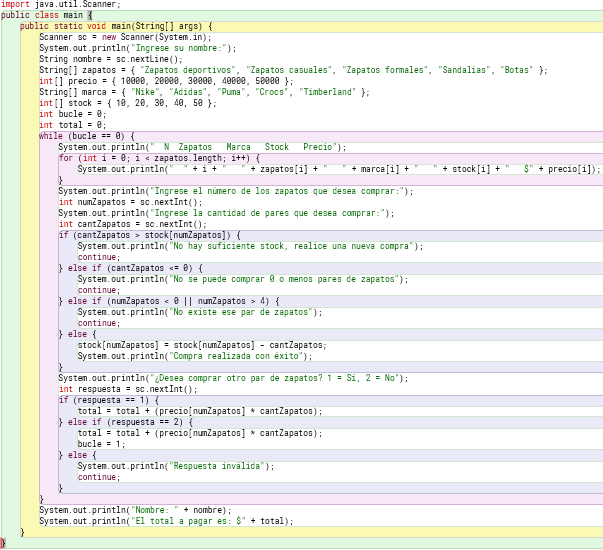 import java.util.Scanner;
public class main {
    public static void main(String[] args) {
        Scanner sc = new Scanner(System.in);
        System.out.println("Ingrese su nombre:");
        String nombre = sc.nextLine();
        String[] zapatos = { "Zapatos deportivos", "Zapatos casuales", "Zapatos formales", "Sandalias", "Botas" };
        int[] precio = { 10000, 20000, 30000, 40000, 50000 };
        String[] marca = { "Nike", "Adidas", "Puma", "Crocs", "Timberland" };
        int[] stock = { 10, 20, 30, 40, 50 };
        int bucle = 0;
        int total = 0;
        while (bucle == 0) {
            System.out.println("  N  Zapatos   Marca   Stock   Precio");
            for (int i = 0; i < zapatos.length; i++) {
                System.out.println("  " + i + "   " + zapatos[i] + "   " + marca[i] + "   " + stock[i] + "   $" + precio[i]);
            }
            System.out.println("Ingrese el número de los zapatos que desea comprar:");
            int numZapatos = sc.nextInt();
            System.out.println("Ingrese la cantidad de pares que desea comprar:");
            int cantZapatos = sc.nextInt();
            if (cantZapatos > stock[numZapatos]) {
                System.out.println("No hay suficiente stock, realice una nueva compra");
                continue;
            } else if (cantZapatos <= 0) {
                System.out.println("No se puede comprar 0 o menos pares de zapatos");
                continue;
            } else if (numZapatos < 0 || numZapatos > 4) {
                System.out.println("No existe ese par de zapatos");
                continue;
            } else {
                stock[numZapatos] = stock[numZapatos] - cantZapatos;
                System.out.println("Compra realizada con éxito");
            }
            System.out.println("¿Desea comprar otro par de zapatos? 1 = Sí, 2 = No");
            int respuesta = sc.nextInt();
            if (respuesta == 1) {
                total = total + (precio[numZapatos] * cantZapatos);
            } else if (respuesta == 2) {
                total = total + (precio[numZapatos] * cantZapatos);
                bucle = 1;
            } else {
                System.out.println("Respuesta inválida");
                continue;
            }
        }
        System.out.println("Nombre: " + nombre);
        System.out.println("El total a pagar es: $" + total);
    }
}